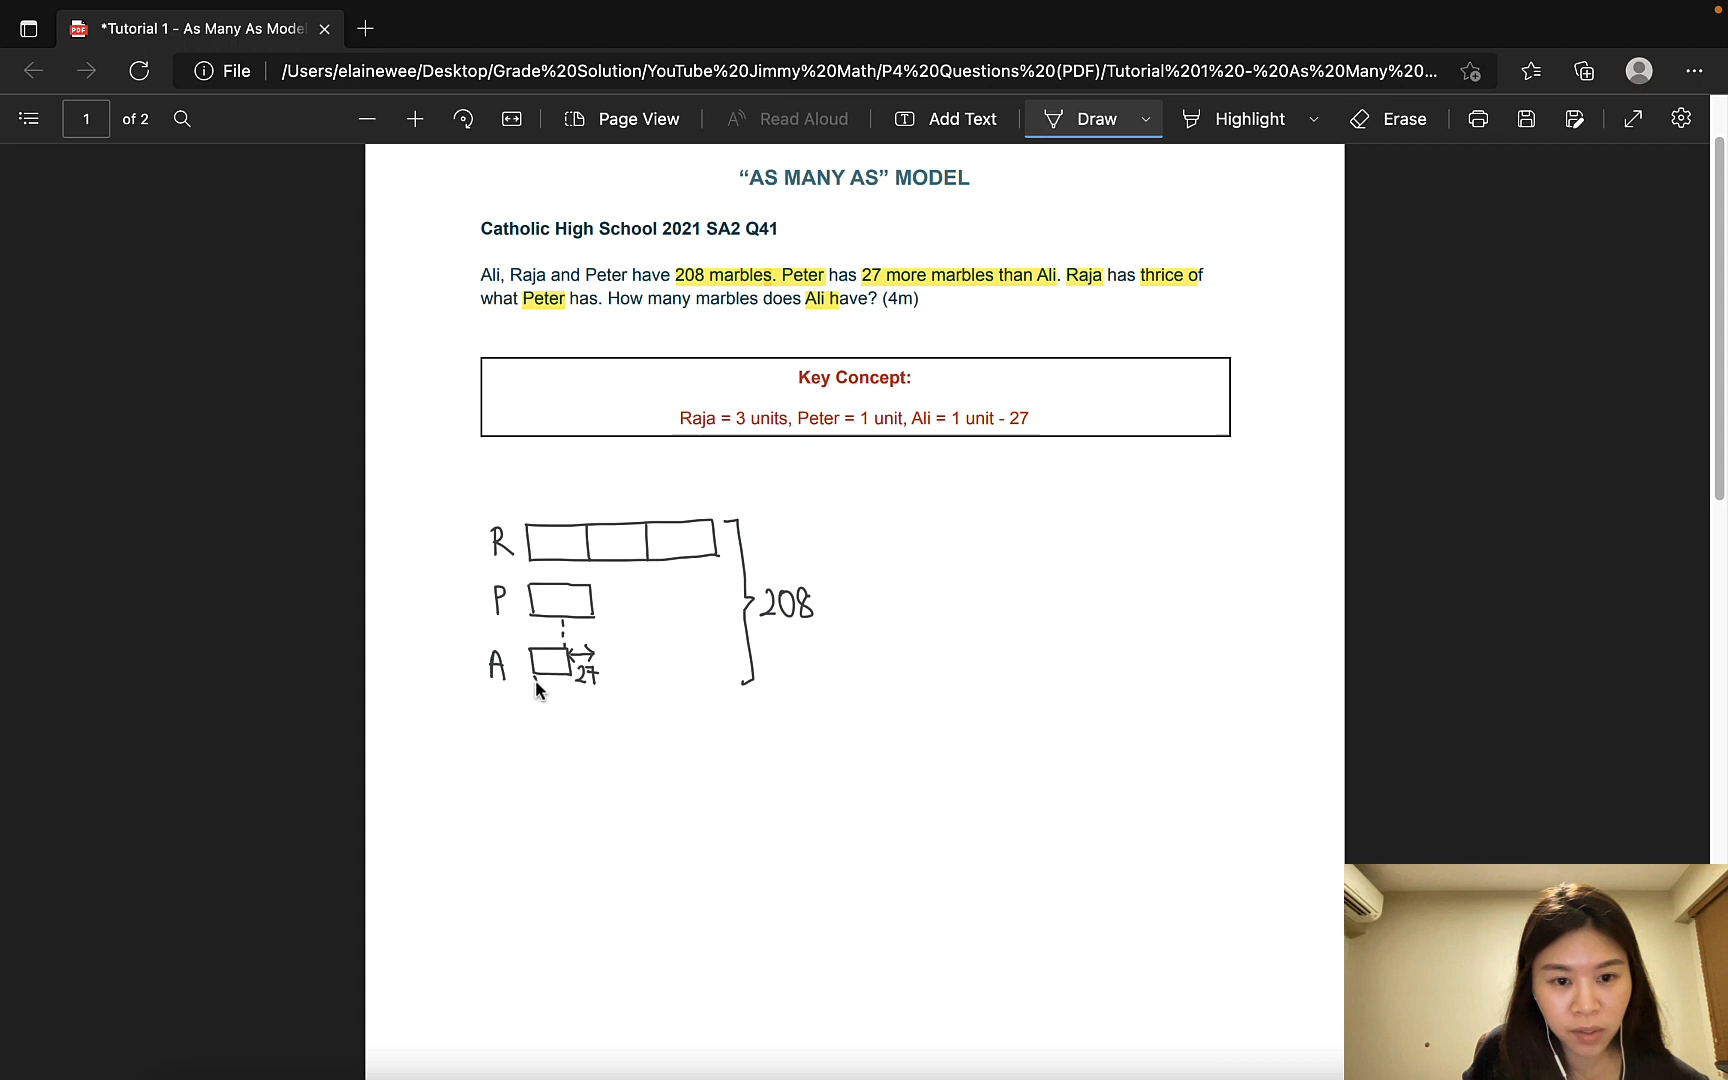 *Tutorial 1 - As Many As Mode
File /Users/elainewee/Desktop/Grade%20Solution/YouTube%20Jimmy%20Math/P4%20Questions%20(PDF)/Tutorial%201%20-%20As%20Many%20...
1 of 2 Page View Read Aloud Add Text Draw Highlight Erase
“AS MANY AS” MODEL
Catholic High School 2021 SA2 Q41
Ali, Raja and Peter have 208 marbles. Peter has 27 more marbles than Ali. Raja has thrice of
what Peter has. How many marbles does Ali have? (4m)
Key Concept:
Raja = 3 units, Peter = 1 unit, Ali = 1 unit - 27
R
P
208
A
27